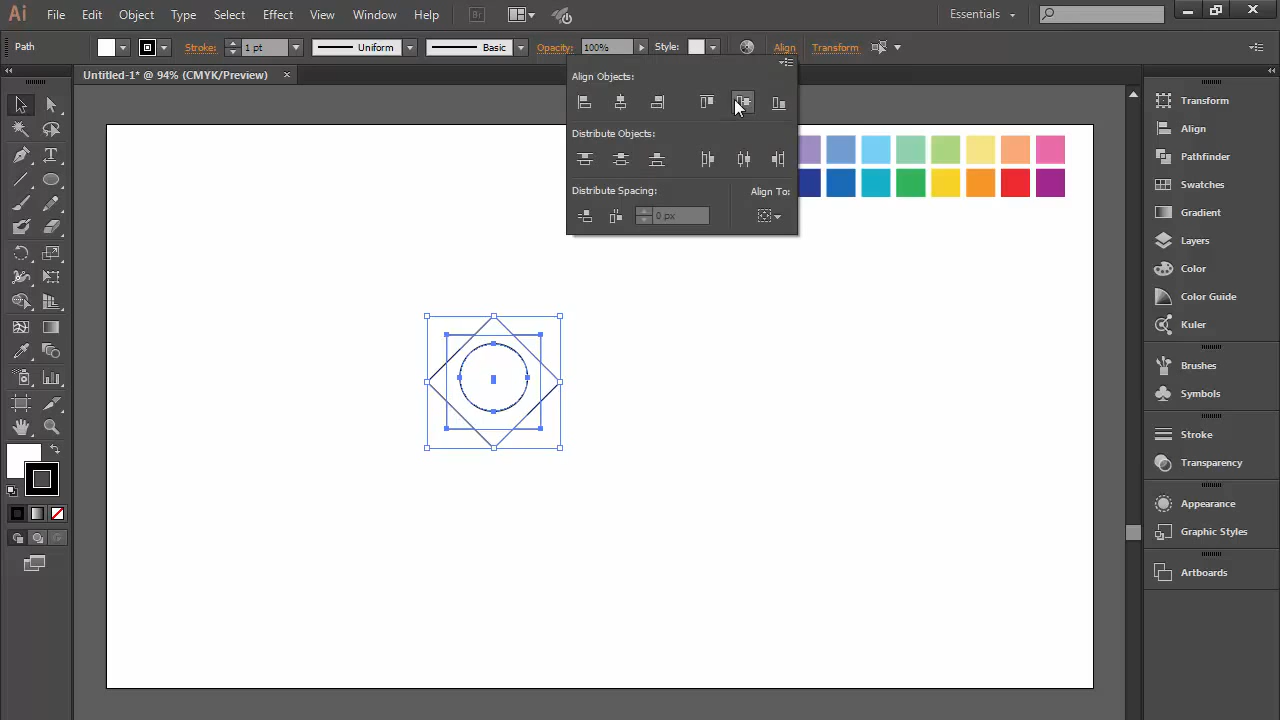 Ai File Edit Object Type Select Effect View Window Help Br Essentials
Path Stroke: 1 pt Uniform Basic Opacity: 100% Style: Align Transform
Untitled-1* @ 94% (CMYK/Preview)
Align Objects:
Distribute Objects:
Distribute Spacing: Align To:
0 px
Transform
Align
Pathfinder
Swatches
Gradient
Layers
Color
Color Guide
Kuler
Brushes
Symbols
Stroke
Transparency
Appearance
Graphic Styles
Artboards